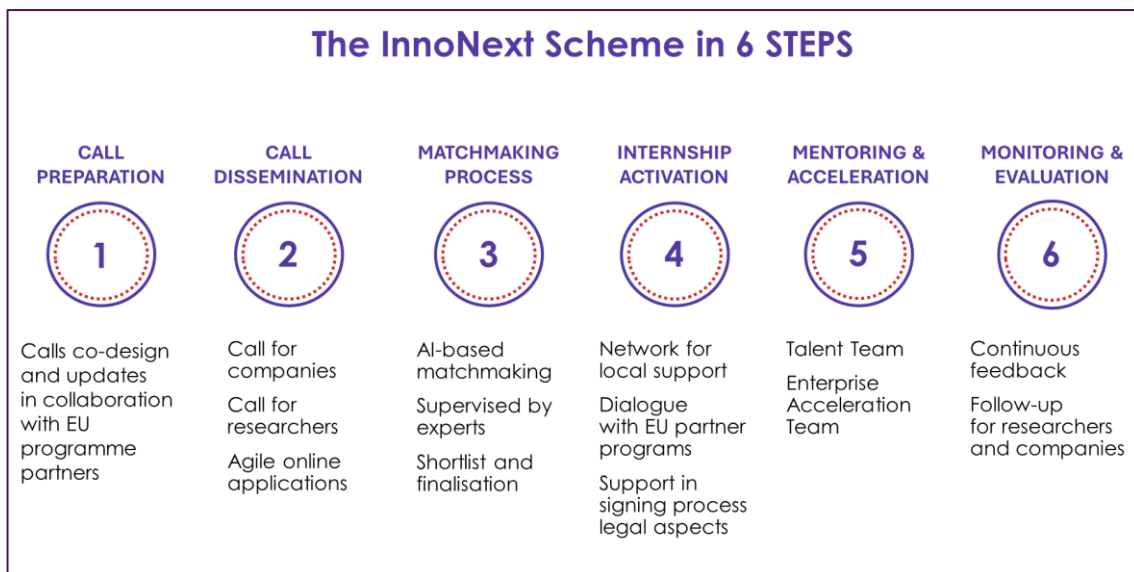 The InnoNext Scheme in 6 STEPS
CALL
PREPARATION
1
Calls co-design
and updates
in collaboration
with EU
programme
partners
CALL
DISSEMINATION
2
Call for
companies
Call for
researchers
Agile online
applications
MATCHMAKING
PROCESS
3
AI-based
matchmaking
Supervised by
experts
Shortlist and
finalisation
INTERNSHIP
ACTIVATION
4
Network for
local support
Dialogue
with EU partner
programs
Support in
signing process
legal aspects
MENTORING &
ACCELERATION
5
Talent Team
Enterprise
Acceleration
Team
MONITORING &
EVALUATION
6
Continuous
feedback
Follow-up
for researchers
and companies